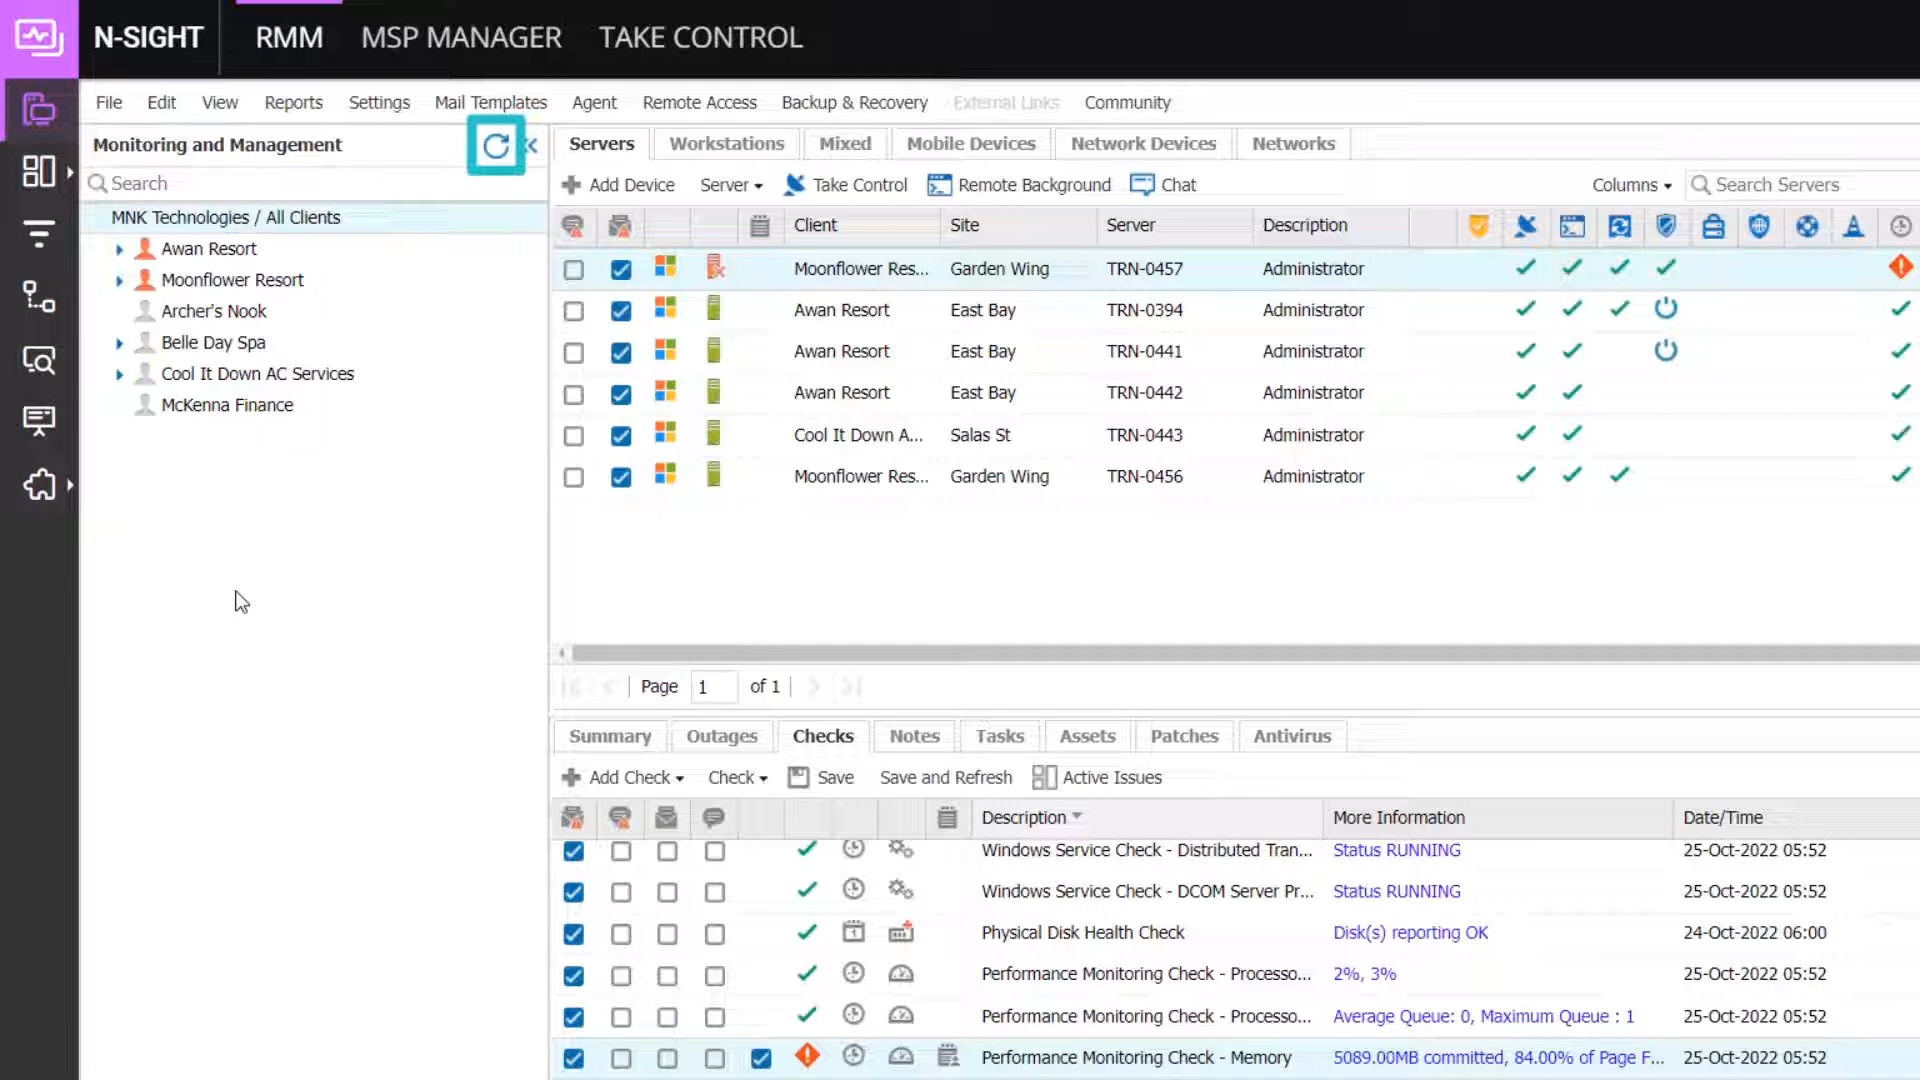 N-SIGHT RMM MSP MANAGER TAKE CONTROL
File Edit View Reports Settings Mail Templates Agent Remote Access Backup & Recovery External Links Community
Monitoring and Management
Search
MNK Technologies / All Clients
Awan Resort
Moonflower Resort
Archer's Nook
Belle Day Spa
Cool It Down AC Services
McKenna Finance
Servers Workstations Mixed Mobile Devices Network Devices Networks
Add Device Server Take Control Remote Background Chat Columns Search Servers
Client Site Server Description
Moonflower Res... Garden Wing TRN-0457 Administrator
Awan Resort East Bay TRN-0394 Administrator
Awan Resort East Bay TRN-0441 Administrator
Awan Resort East Bay TRN-0442 Administrator
Cool It Down A... Salas St TRN-0443 Administrator
Moonflower Res... Garden Wing TRN-0456 Administrator
Page 1 of 1
Summary Outages Checks Notes Tasks Assets Patches Antivirus
Add Check Check Save Save and Refresh Active Issues
Description More Information Date/Time
Windows Service Check - Distributed Tran... Status RUNNING 25-Oct-2022 05:52
Windows Service Check - DCOM Server Pr... Status RUNNING 25-Oct-2022 05:52
Physical Disk Health Check Disk(s) reporting OK 24-Oct-2022 06:00
Performance Monitoring Check - Processo... 2%, 3% 25-Oct-2022 05:52
Performance Monitoring Check - Processo... Average Queue: 0, Maximum Queue : 1 25-Oct-2022 05:52
Performance Monitoring Check - Memory 5089.00MB committed, 84.00% of Page F... 25-Oct-2022 05:52